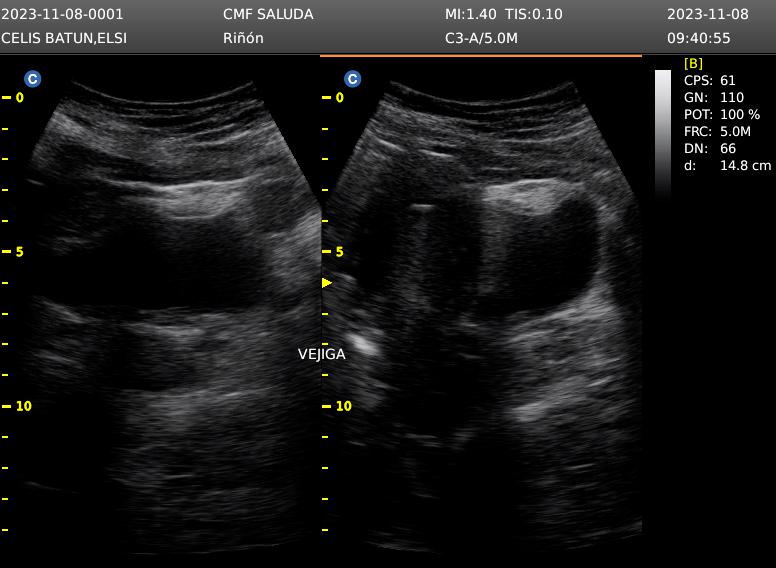 2023-11-08-0001 CMF SALUDA MI:1.40 TIS:0.10 2023-11-08
CELIS BATUN,ELSI Riñón C3-A/5.0M 09:40:55
C C [B]
0 0 CPS: 61
GN: 110
POT: 100 %
FRC: 5.0M
DN: 66
d: 14.8 cm
5 5
VEJIGA
10 10